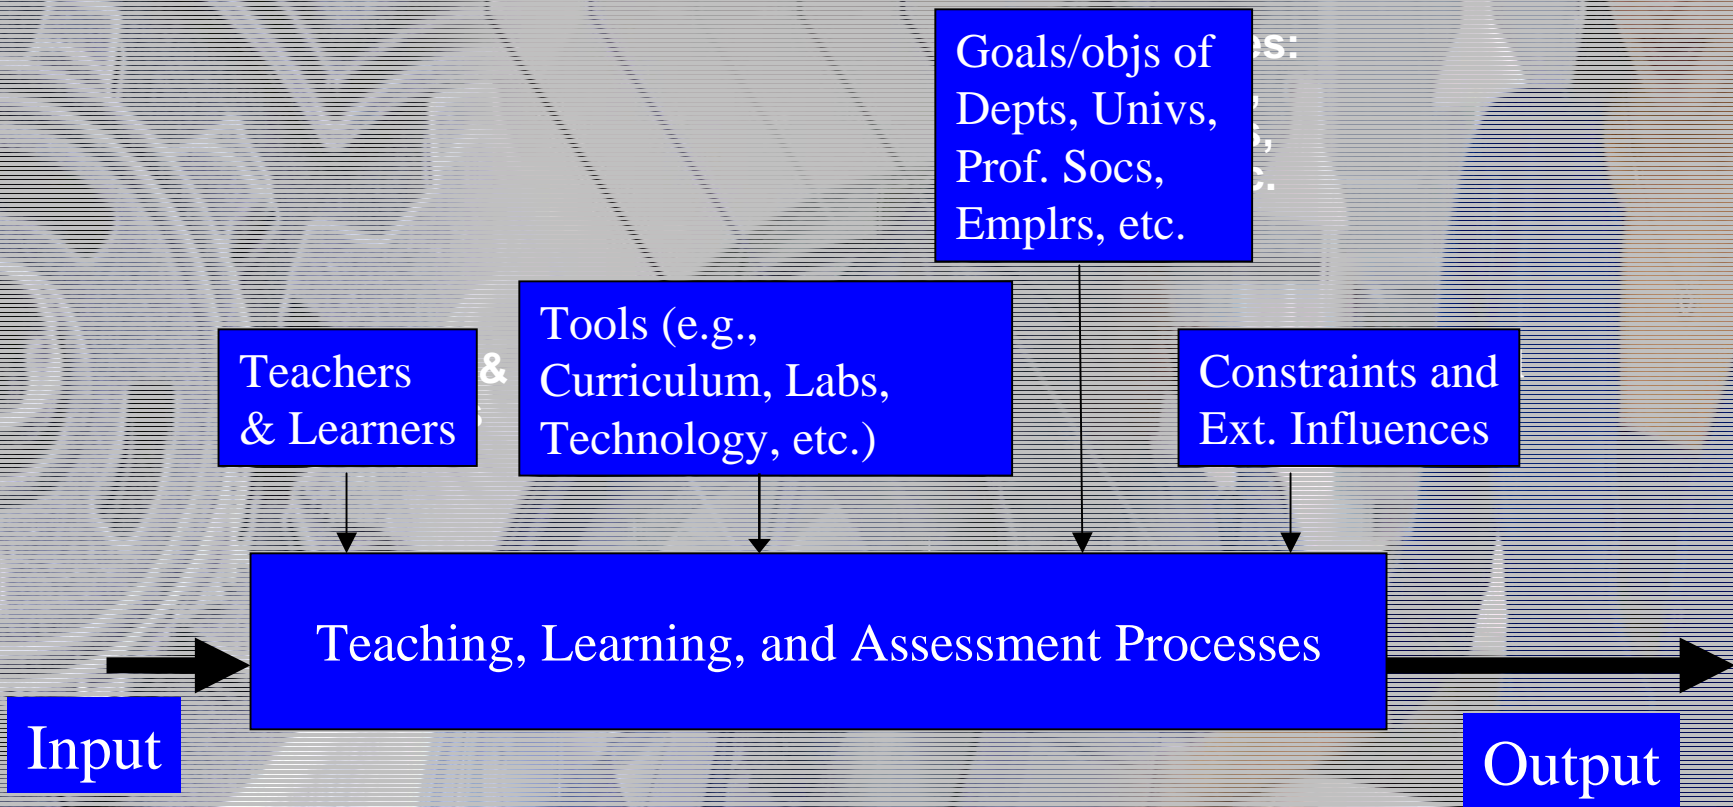 Goals/objs of
Depts, Univs,
Prof. Socs,
Emplrs, etc.
Teachers
& Learners
&
Tools (e.g.,
Curriculum, Labs,
Technology, etc.)
Constraints and
Ext. Influences
Teaching, Learning, and Assessment Processes
Input
Output